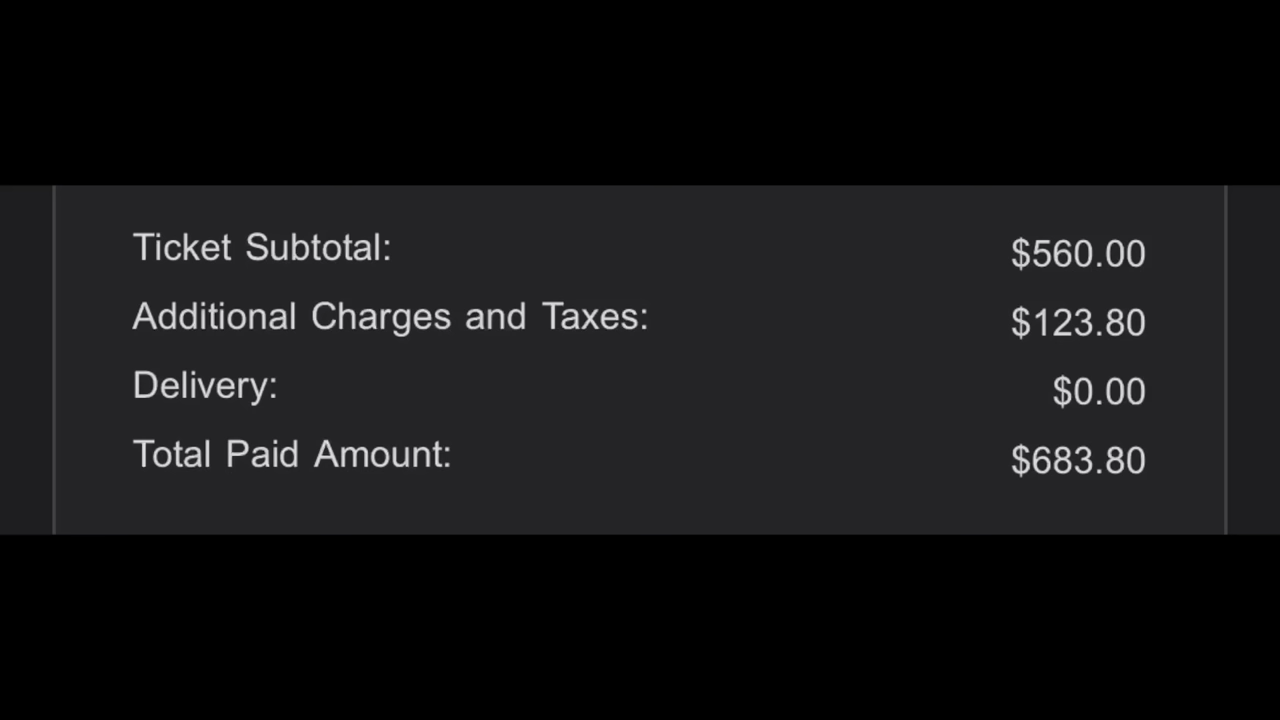 Ticket Subtotal: $560.00
Additional Charges and Taxes: $123.80
Delivery: $0.00
Total Paid Amount: $683.80